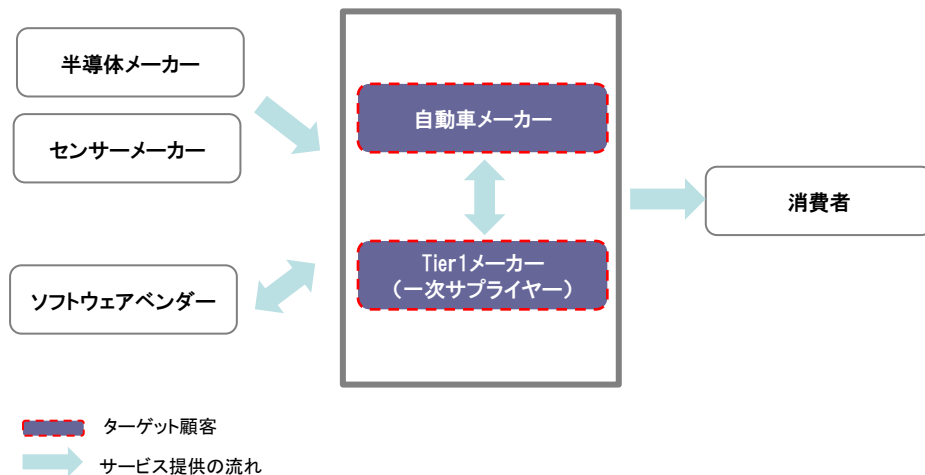 半導体メーカー
センサーメーカー
ソフトウェアベンダー
自動車メーカー
Tier1メーカー
（一次サプライヤー）
消費者
ターゲット顧客
サービス提供の流れ